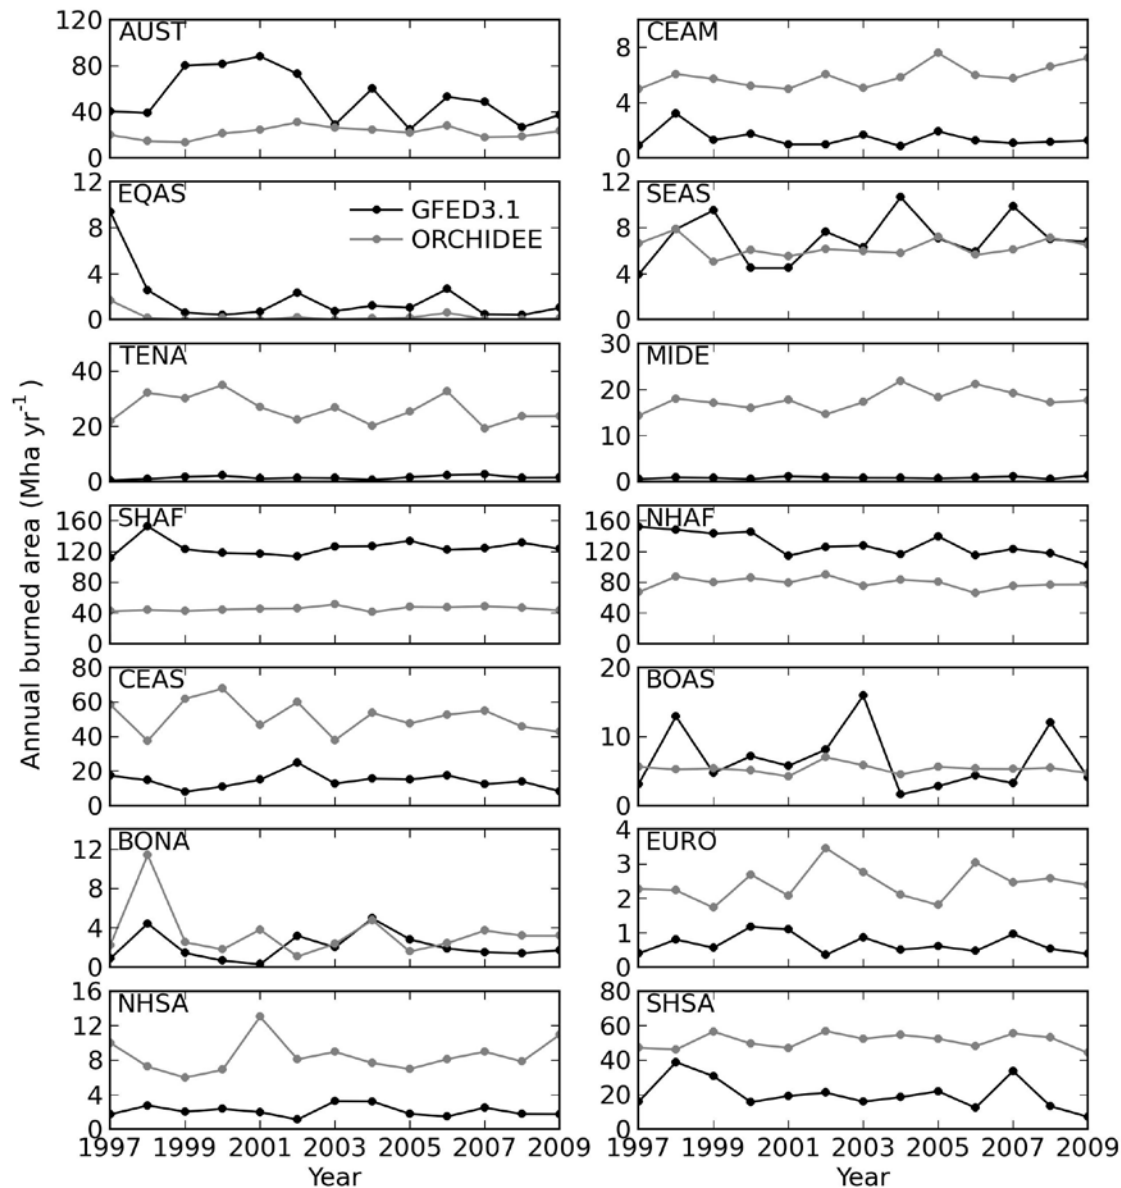 Annual burned area (Mha yr-1)
AUST
120
80
40
0
CEAM
8
4
0
EQAS
12
8
4
0
GFED3.1
ORCHIDEE
SEAS
12
8
4
0
TENA
40
20
0
MIDE
30
20
10
0
SHAF
160
120
80
40
0
NHAF
160
120
80
40
0
CEAS
80
60
40
20
0
BOAS
20
10
0
BONA
12
8
4
0
EURO
4
3
2
1
0
NHSA
16
12
8
4
0
SHSA
80
60
40
20
0
1997 1999 2001 2003 2005 2007 2009
1997 1999 2001 2003 2005 2007 2009
Year
Year